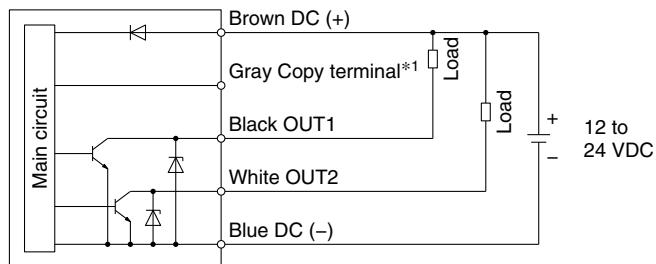 Brown DC (+)
Gray Copy terminal*1
Black OUT1
White OUT2
Blue DC (−)
Main circuit
Load
Load
+
−
12 to
24 VDC